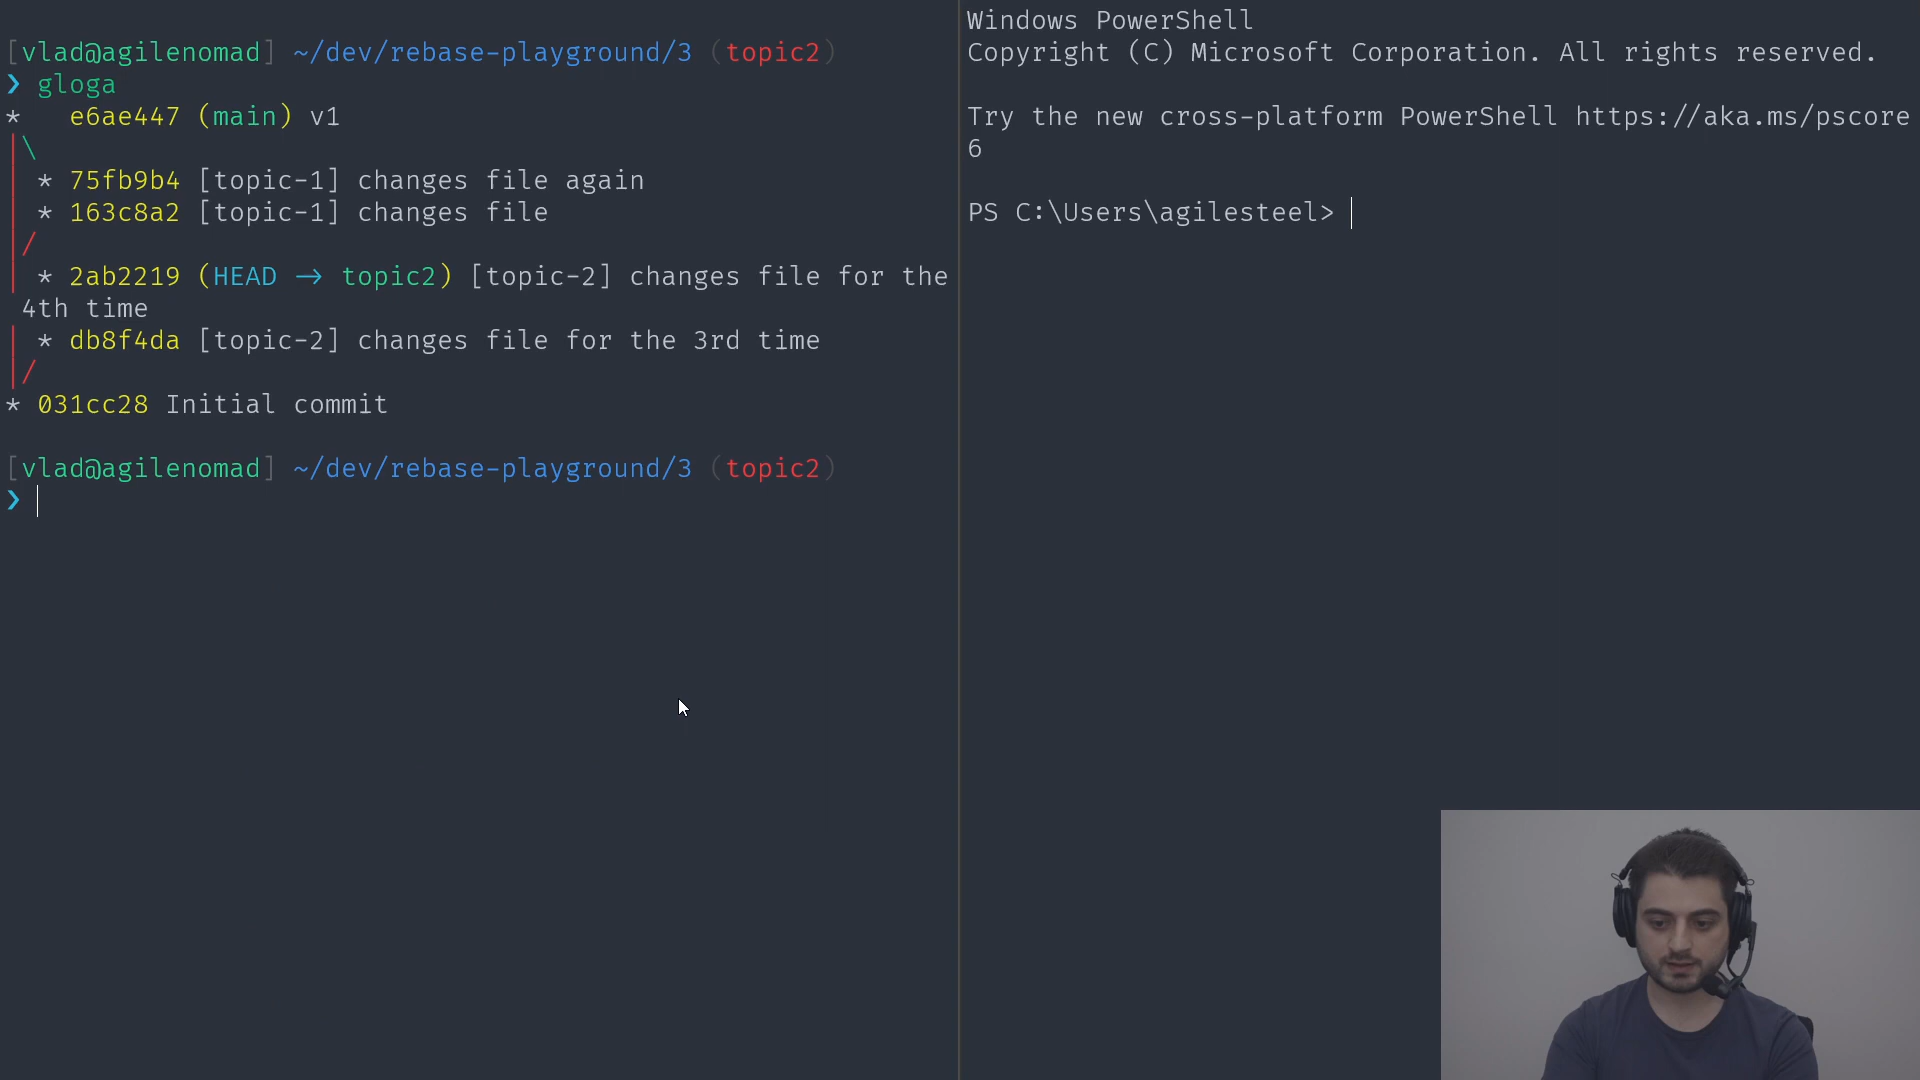 [vlad@agilenomad] ~/dev/rebase-playground/3 (topic2)
❯ gloga
*   e6ae447 (main) v1
|\
| * 75fb9b4 [topic-1] changes file again
| * 163c8a2 [topic-1] changes file
|/
| * 2ab2219 (HEAD -> topic2) [topic-2] changes file for the
 4th time
| * db8f4da [topic-2] changes file for the 3rd time
|/
* 031cc28 Initial commit
[vlad@agilenomad] ~/dev/rebase-playground/3 (topic2)
❯
Windows PowerShell
Copyright (C) Microsoft Corporation. All rights reserved.
Try the new cross-platform PowerShell https://aka.ms/pscore
6
PS C:\Users\agilesteel>